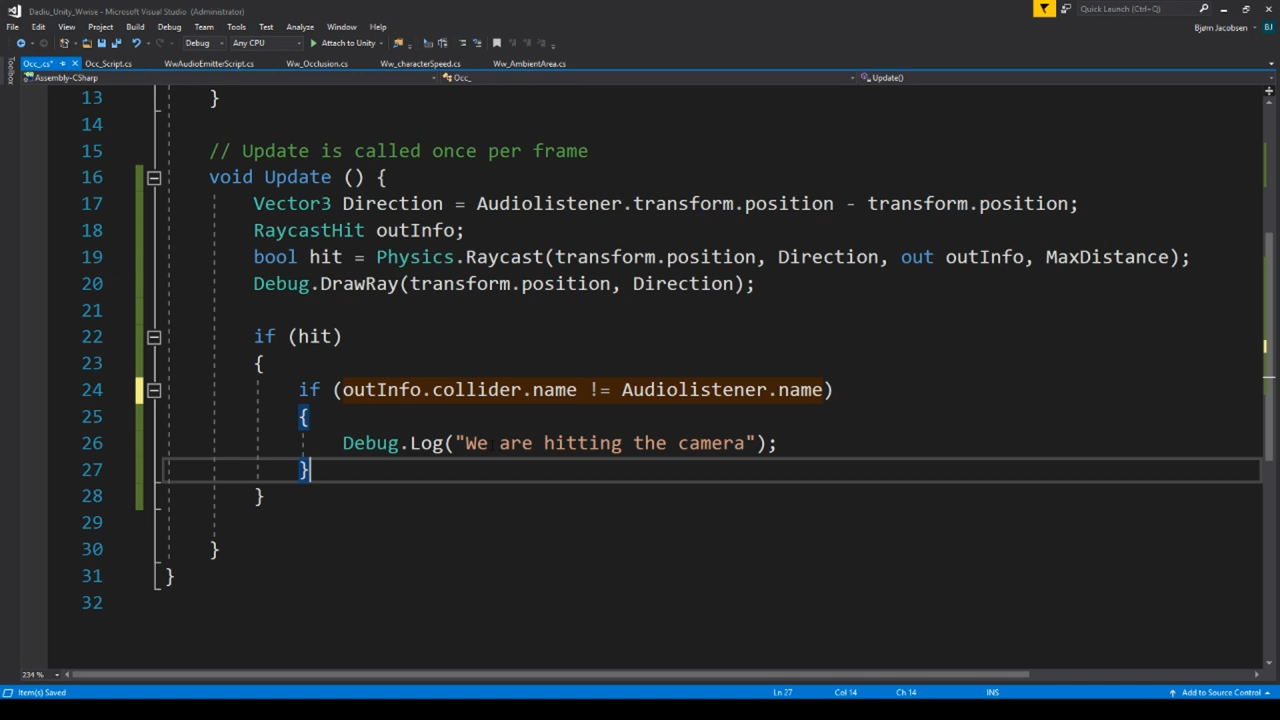 Dadiu_Unity_Wwise - Microsoft Visual Studio (Administrator)
Quick Launch (Ctrl+Q)
File Edit View Project Build Debug Team Tools Test Analyze Window Help
Bjørn Jacobsen BJ
Debug Any CPU Attach to Unity
Toolbox
Occ_.cs* Occ_Script.cs WwAudioEmitterScript.cs Ww_Occlusion.cs Ww_characterSpeed.cs Ww_AmbientArea.cs
Assembly-CSharp Occ_ Update()
13 }
14
15 // Update is called once per frame
16 void Update () {
17 Vector3 Direction = Audiolistener.transform.position - transform.position;
18 RaycastHit outInfo;
19 bool hit = Physics.Raycast(transform.position, Direction, out outInfo, MaxDistance);
20 Debug.DrawRay(transform.position, Direction);
21
22 if (hit)
23 {
24 if (outInfo.collider.name != Audiolistener.name)
25 {
26 Debug.Log("We are hitting the camera");
27 }
28 }
29
30 }
31 }
32
234 %
Item(s) Saved Ln 27 Col 14 Ch 14 INS Add to Source Control